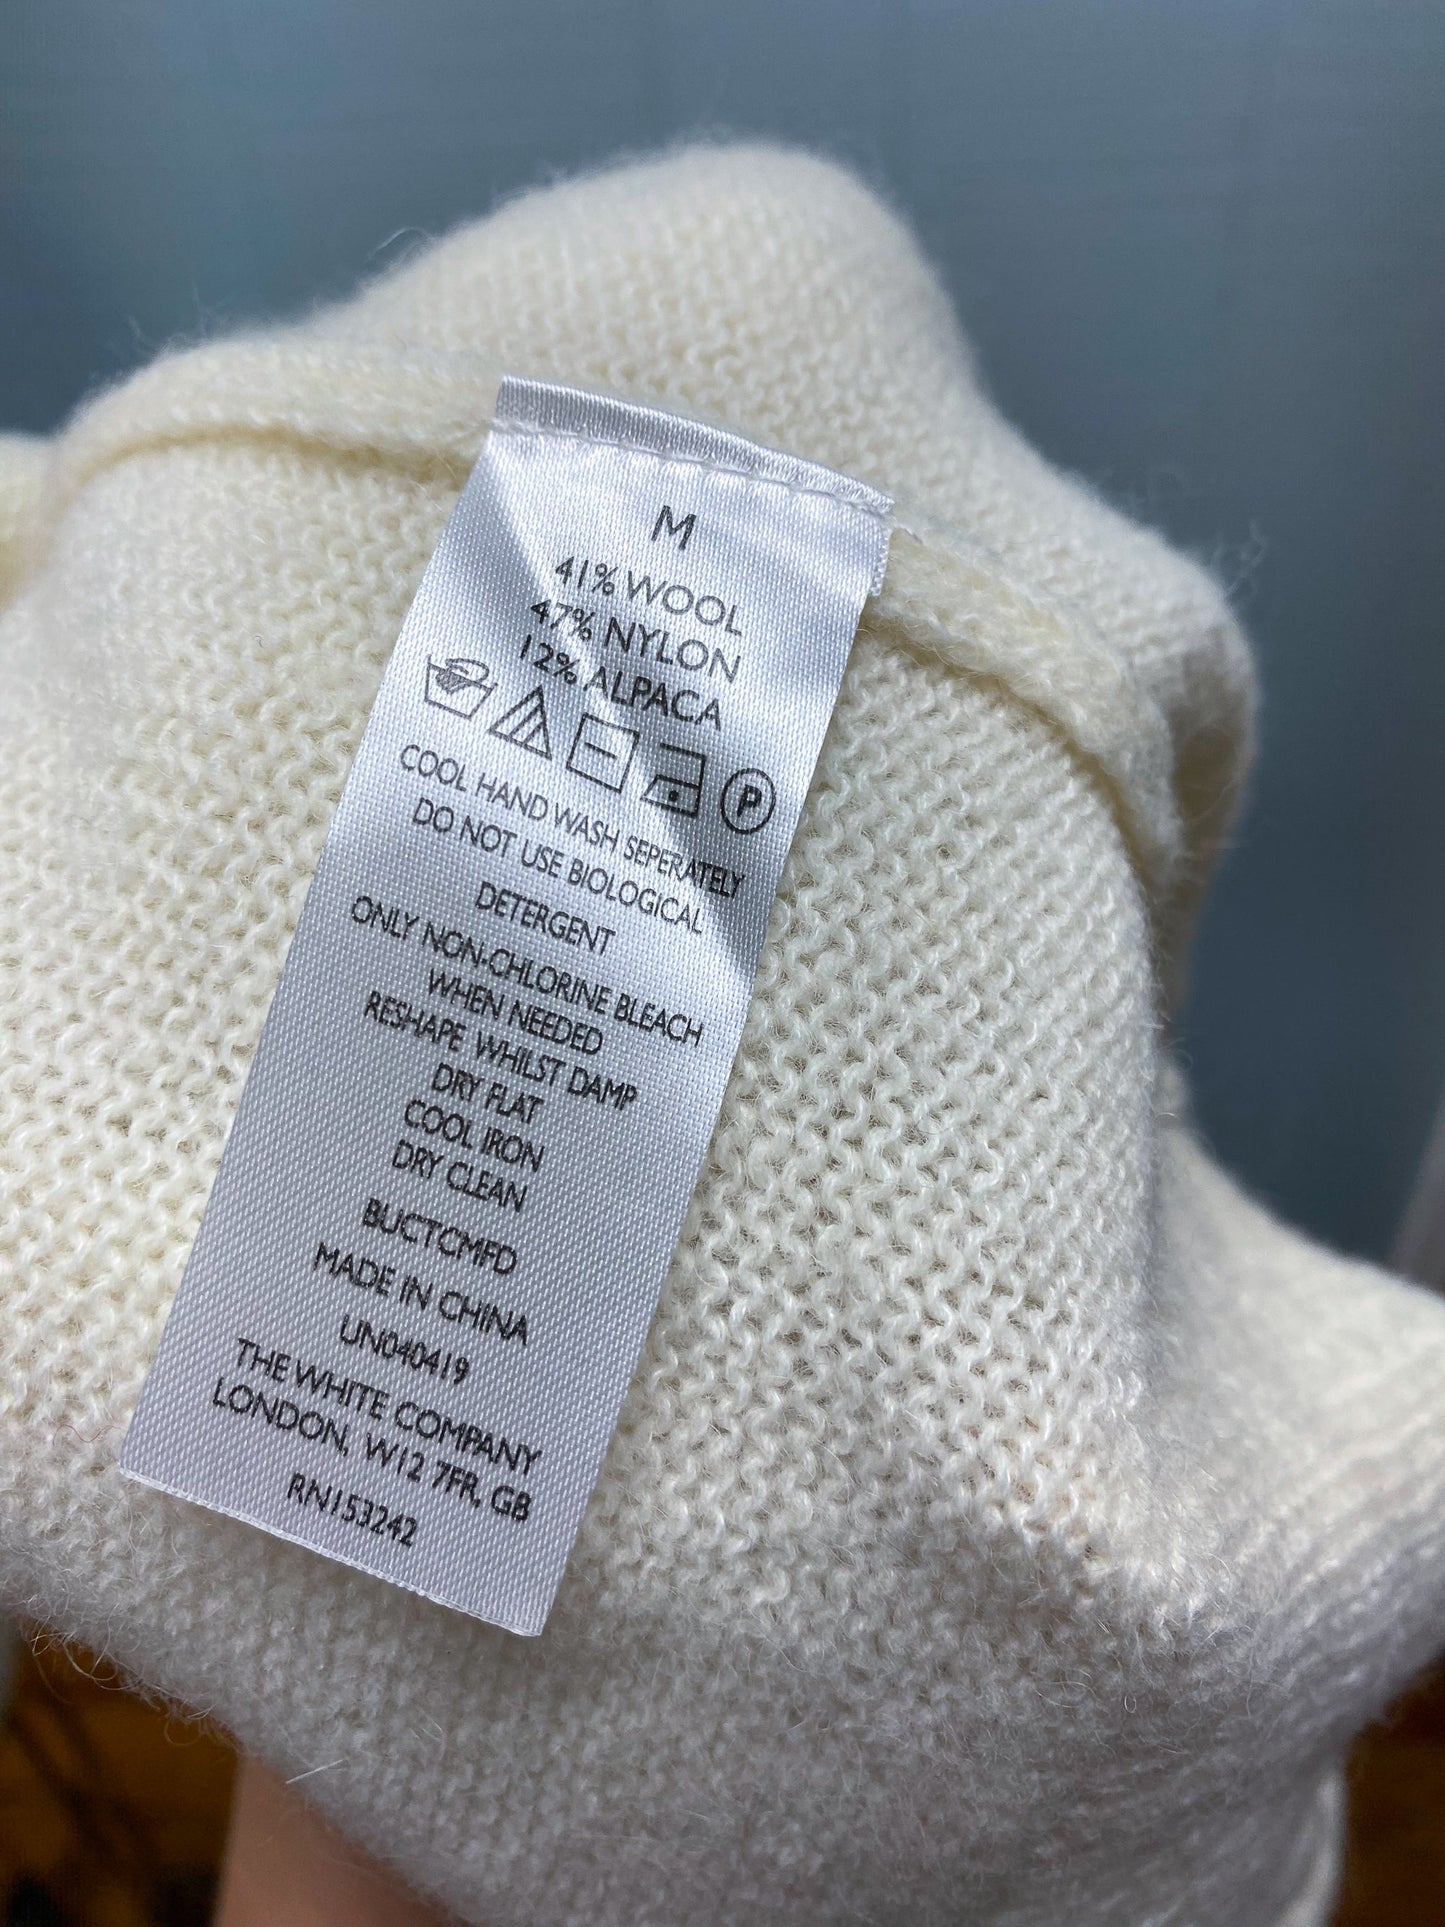 M
41% WOOL
47% NYLON
12% ALPACA
P
COOL HAND WASH SEPERATELY
DO NOT USE BIOLOGICAL
DETERGENT
ONLY NON-CHLORINE BLEACH
WHEN NEEDED
RESHAPE WHILST DAMP
DRY FLAT
COOL IRON
DRY CLEAN
BUCTCMFD
MADE IN CHINA
UN040419
THE WHITE COMPANY
LONDON, W12 7FR, GB
RN153242